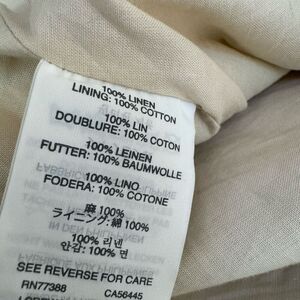 100% LINEN
LINING: 100% COTTON
100% LIN
DOUBLURE: 100% COTON
100% LEINEN
FUTTER: 100% BAUMWOLLE
100% LINO
FODERA: 100% COTONE
麻 100%
ライニング: 綿 100%
100% 리넨
안감: 100% 면
SEE REVERSE FOR CARE
RN77388 CA56445